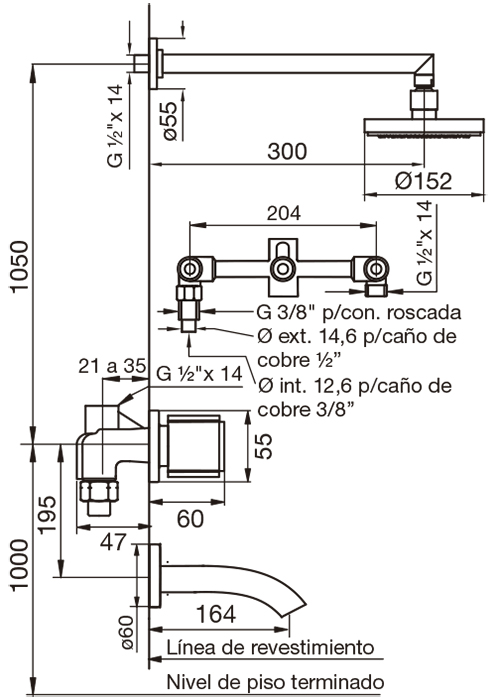 G ½"x 14
ø55
300
Ø152
204
G ½"x 14
1050
G 3/8" p/con. roscada
Ø ext. 14,6 p/caño de
cobre ½”
Ø int. 12,6 p/caño de
cobre 3/8”
21 a 35
G ½"x 14
55
60
47
195
1000
ø60
164
Línea de revestimiento
Nivel de piso terminado